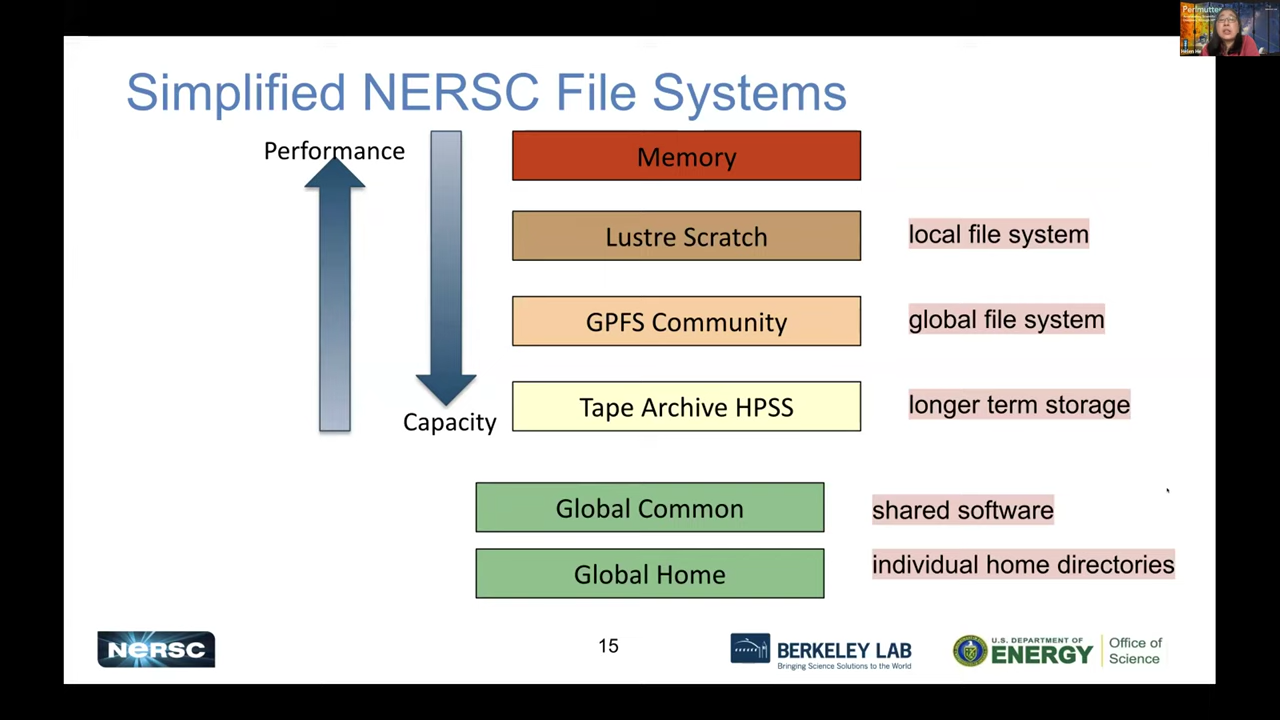 Simplified NERSC File Systems
Performance
Memory
Lustre Scratch
local file system
GPFS Community
global file system
Tape Archive HPSS
longer term storage
Capacity
Global Common
shared software
Global Home
individual home directories
NERSC
15
BERKELEY LAB
Bringing Science Solutions to the World
U.S. DEPARTMENT OF
ENERGY
Office of
Science